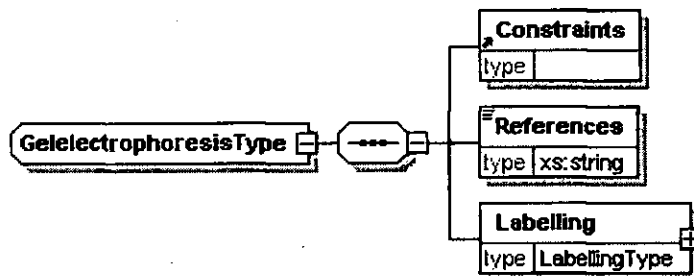 GelelectrophoresisType
Constraints
type
References
type xs:string
Labelling
type LabellingType